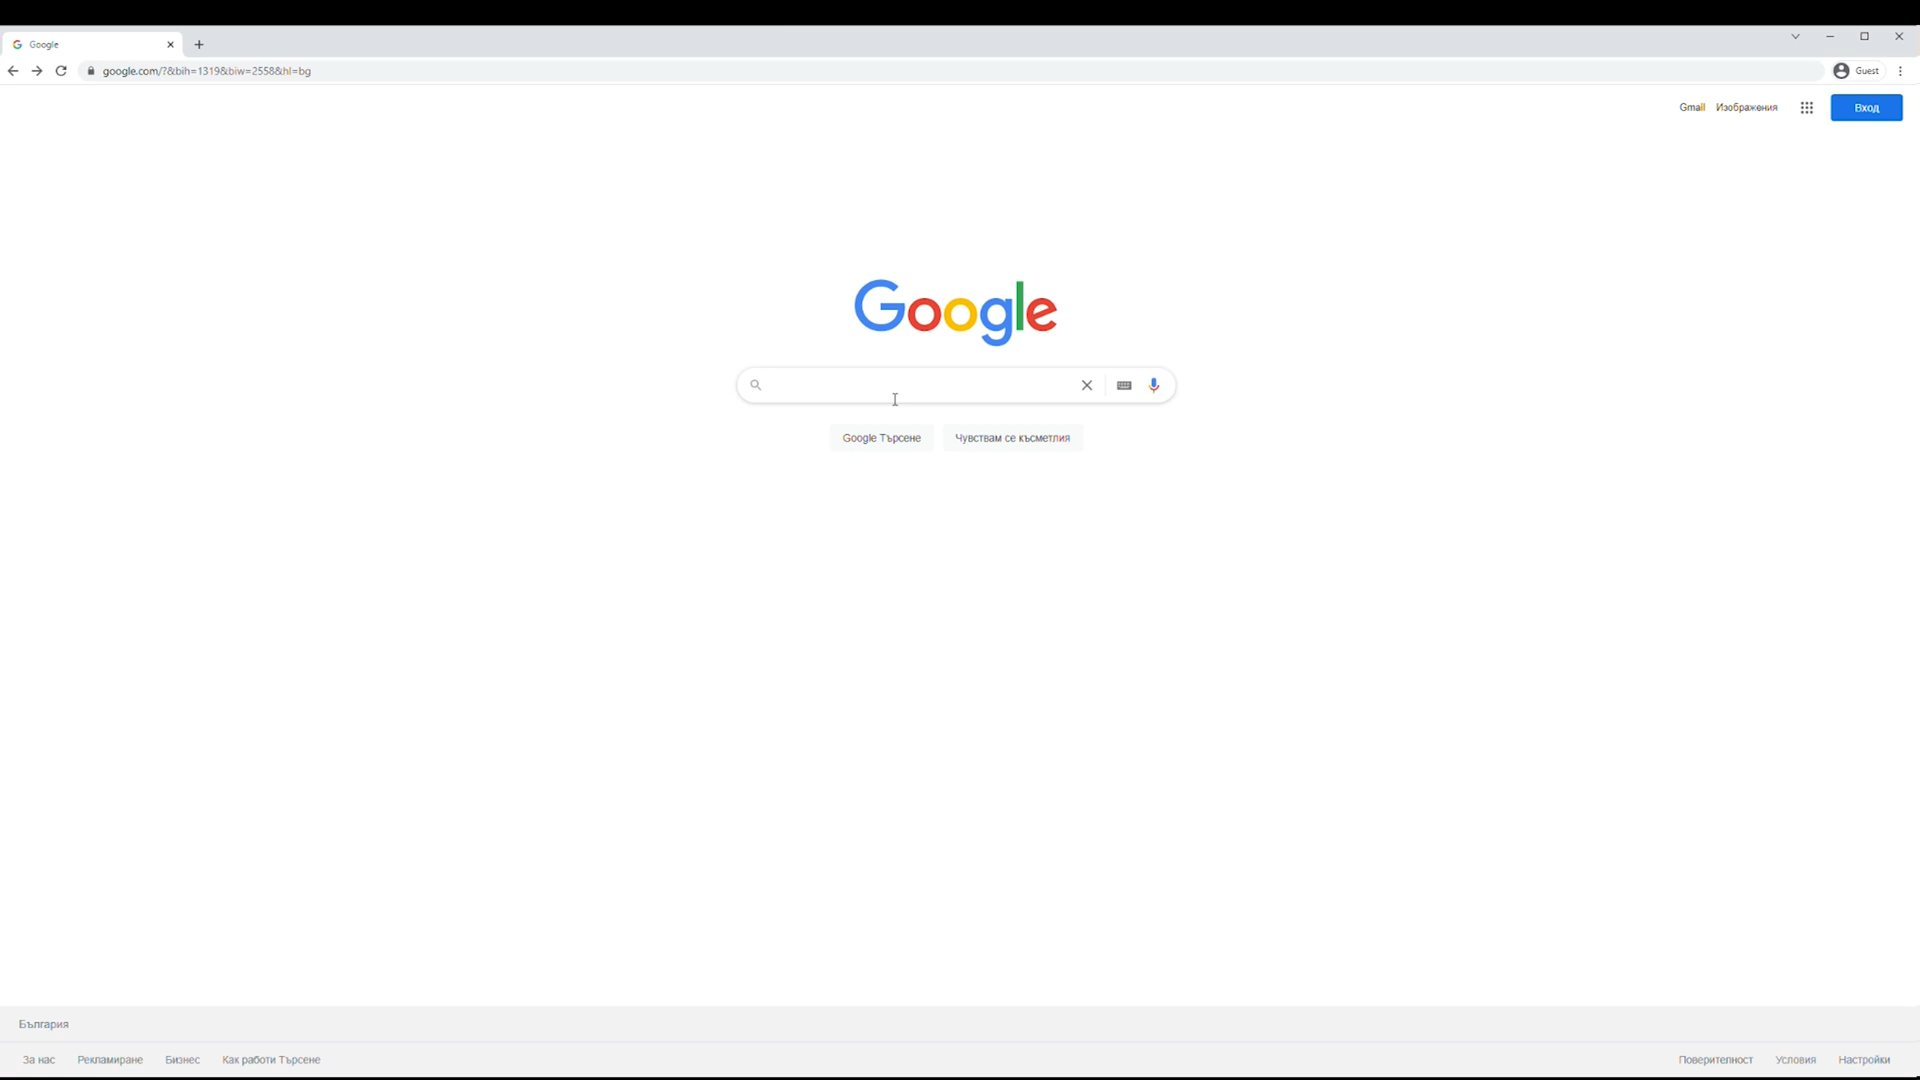 Google
google.com/?&bih=1319&biw=2558&hl=bg
Guest
Gmail Изображения
Вход
Google
Google Търсене
Чувствам се късметлия
България
За нас Рекламиране Бизнес Как работи Търсене
Поверителност Условия Настройки